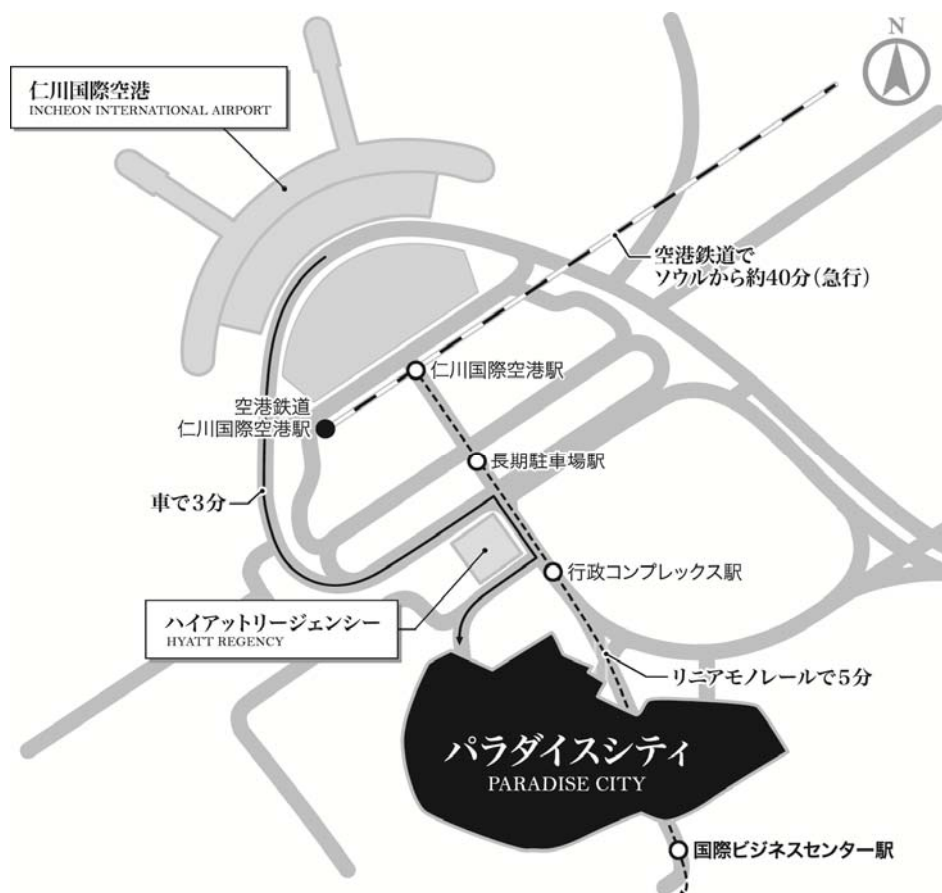 N
仁川国際空港
INCHEON INTERNATIONAL AIRPORT
空港鉄道で
ソウルから約40分（急行）
仁川国際空港駅
空港鉄道
仁川国際空港駅
長期駐車場駅
車で3分
行政コンプレックス駅
ハイアットリージェンシー
HYATT REGENCY
リニアモノレールで5分
パラダイスシティ
PARADISE CITY
国際ビジネスセンター駅